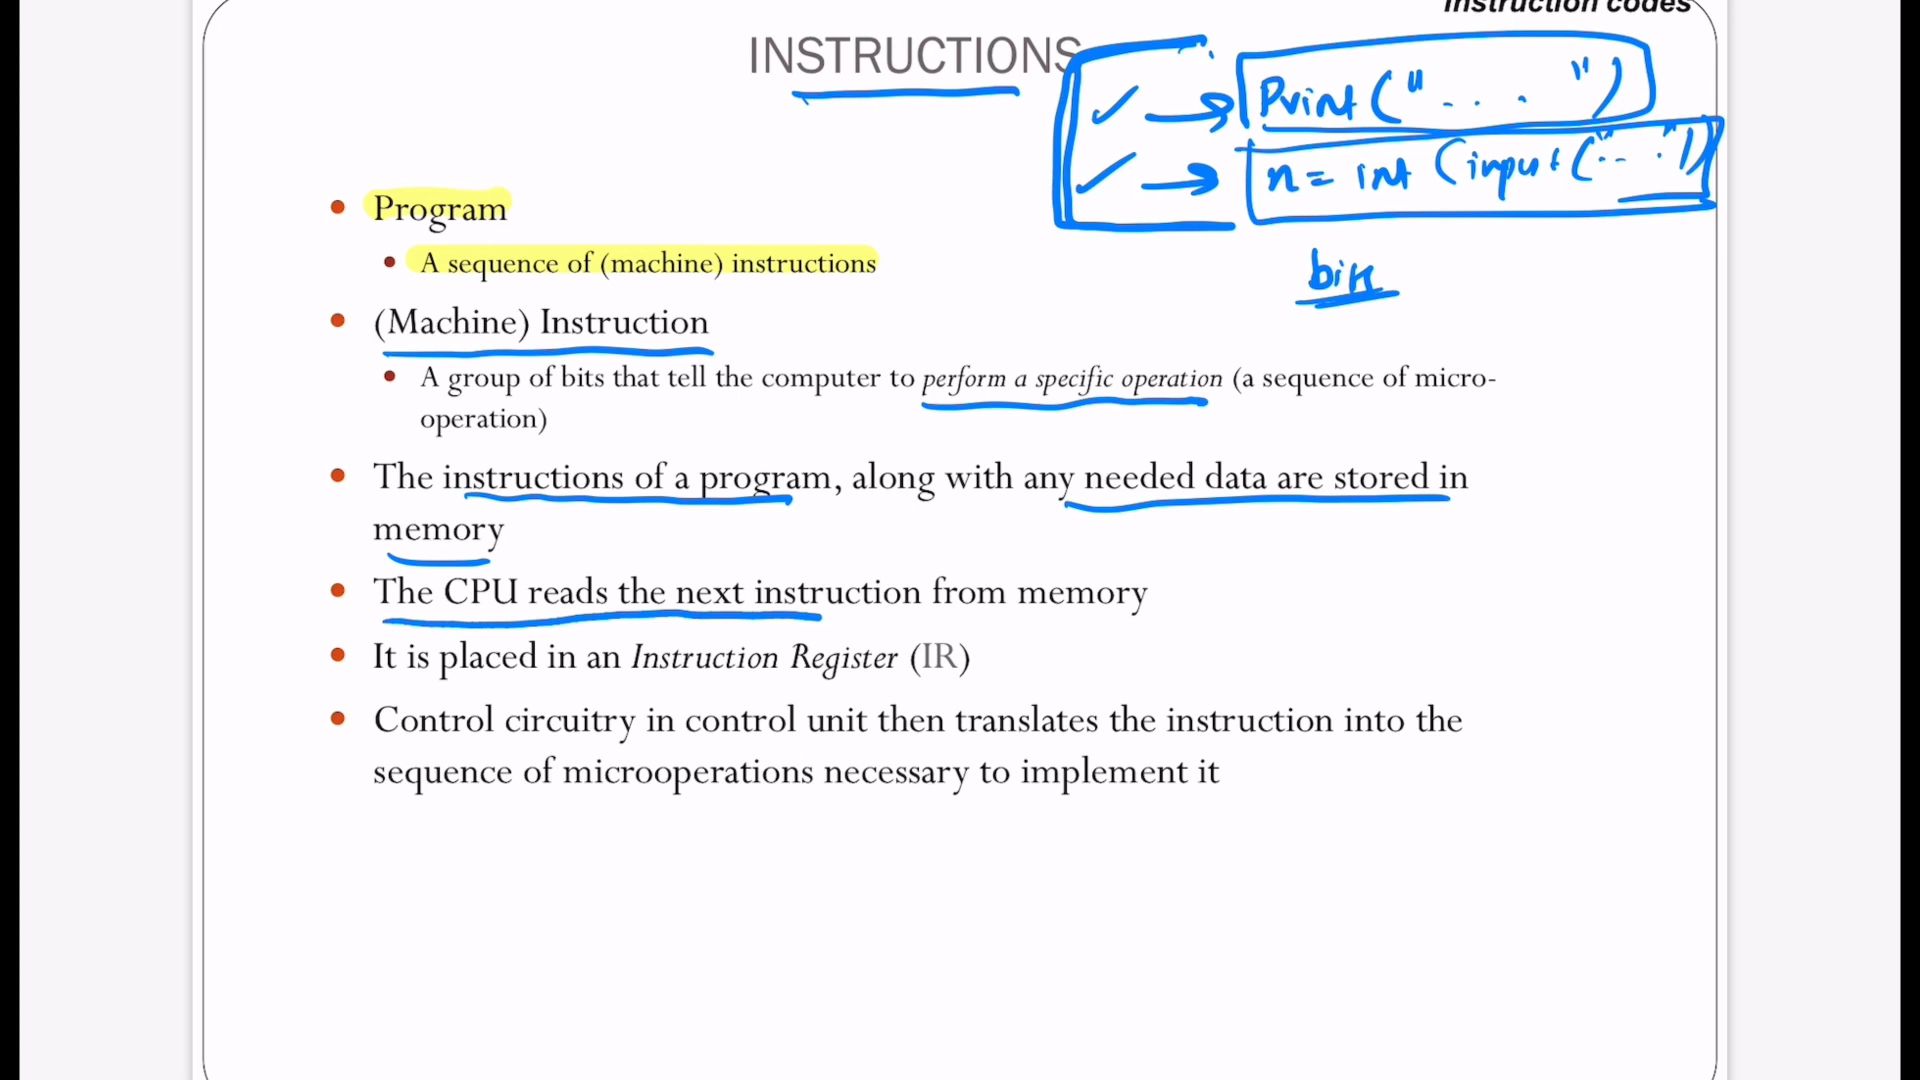 Instruction codes
INSTRUCTIONS
Print ("... ")
n = int (input ("... "))
bits
• Program
• A sequence of (machine) instructions
• (Machine) Instruction
• A group of bits that tell the computer to perform a specific operation (a sequence of micro-
operation)
• The instructions of a program, along with any needed data are stored in
memory
• The CPU reads the next instruction from memory
• It is placed in an Instruction Register (IR)
• Control circuitry in control unit then translates the instruction into the
sequence of microoperations necessary to implement it